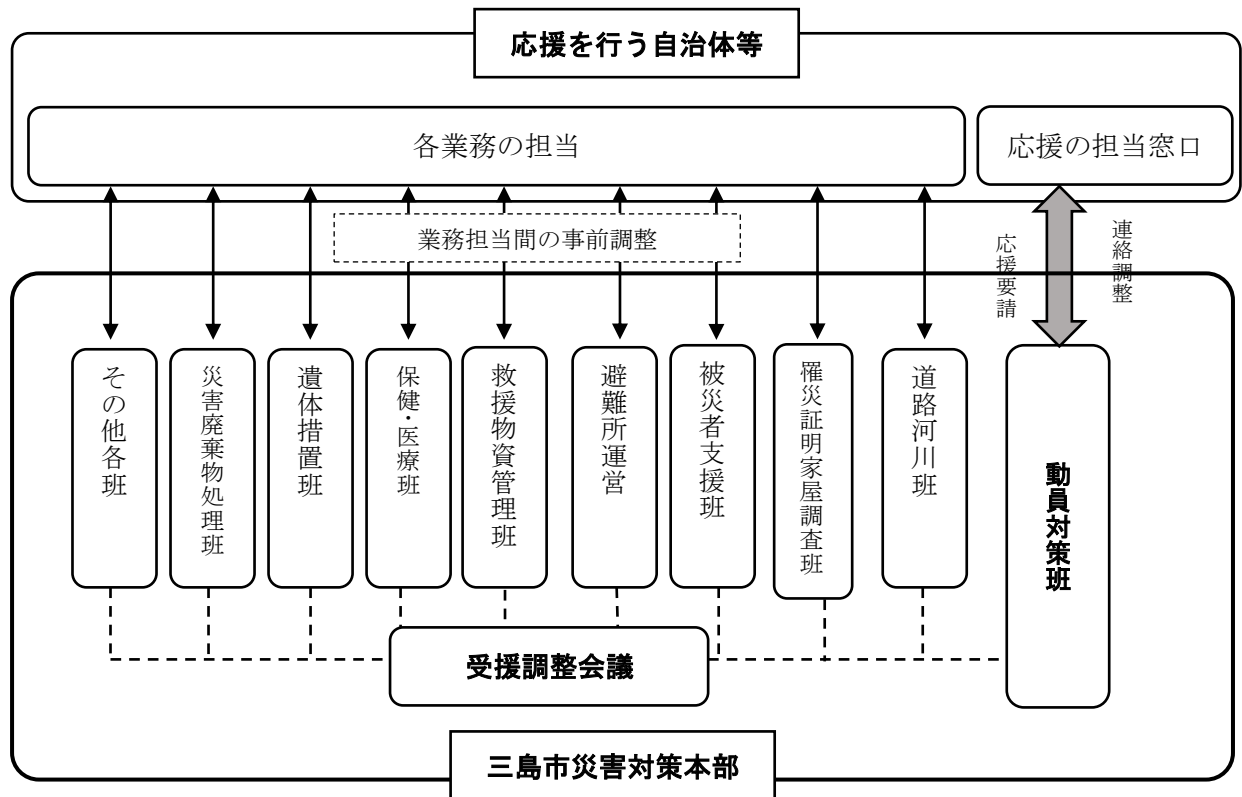 応援を行う自治体等
各業務の担当
応援の担当窓口
業務担当間の事前調整
応援要請
連絡調整
その他各班
災害廃棄物処理班
遺体措置班
保健・医療班
救援物資管理班
避難所運営
被災者支援班
罹災証明家屋調査班
道路河川班
動員対策班
受援調整会議
三島市災害対策本部